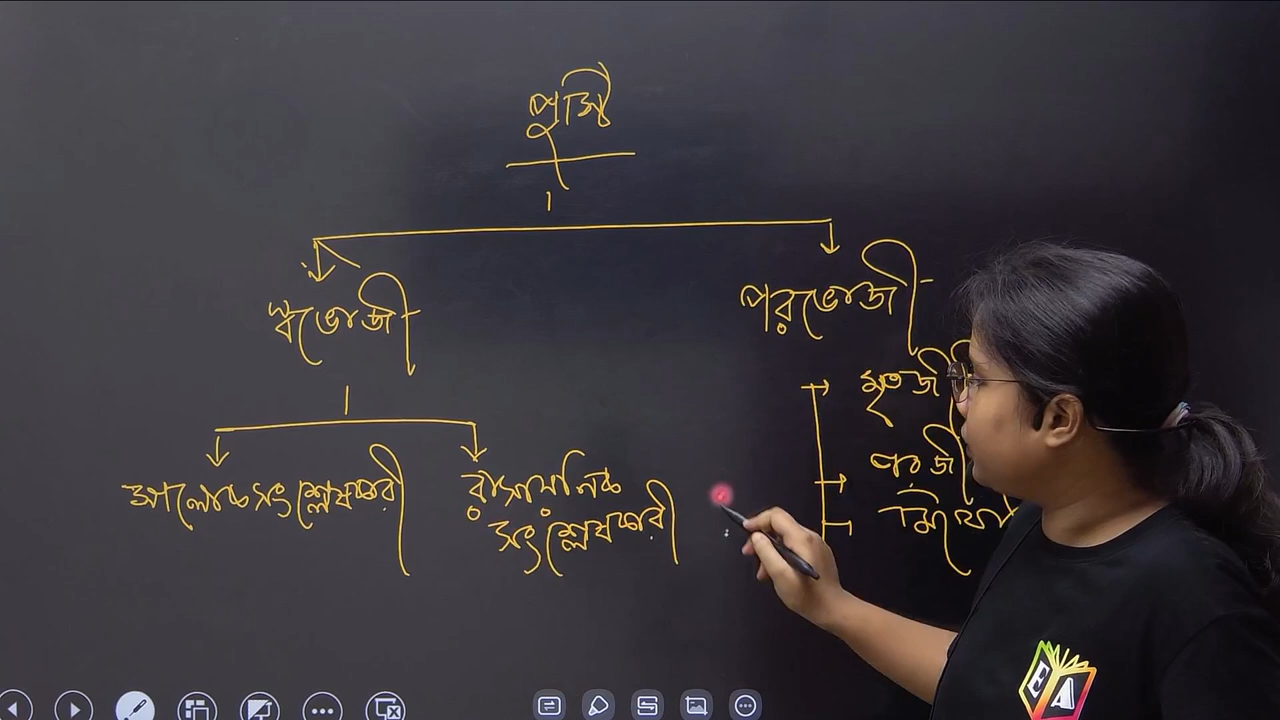 পুষ্টি
স্বভোজী
পরভোজী
মৃতজী
পরজী
মিথো
আলোকসংশ্লেষকারী
রাসায়নিক
সংশ্লেষকারী
EA